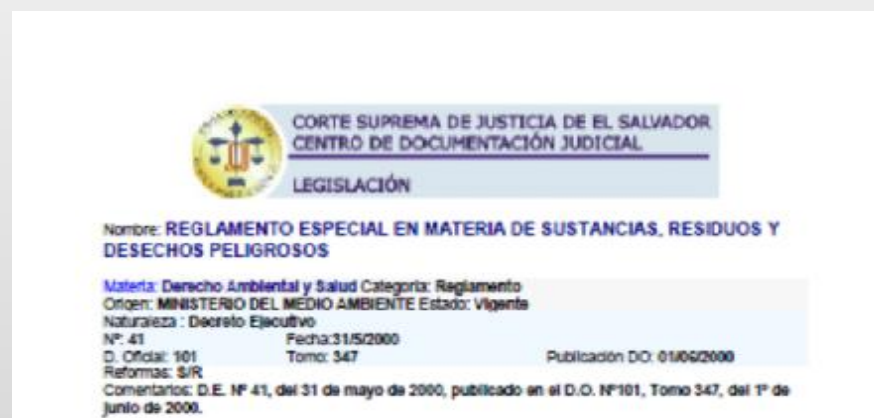 CORTE SUPREMA DE JUSTICIA DE EL SALVADOR
CENTRO DE DOCUMENTACIÓN JUDICIAL
LEGISLACIÓN
Nombre: REGLAMENTO ESPECIAL EN MATERIA DE SUSTANCIAS, RESIDUOS Y
DESECHOS PELIGROSOS
Materia: Derecho Ambiental y Salud Categoría: Reglamento
Origen: MINISTERIO DEL MEDIO AMBIENTE Estado: Vigente
Naturaleza : Decreto Ejecutivo
Nº: 41 Fecha:31/5/2000
D. Oficial: 101 Tomo: 347 Publicación DO: 01/06/2000
Reformas: S/R
Comentarios: D.E. Nº 41, del 31 de mayo de 2000, publicado en el D.O. Nº101, Tomo 347, del 1º de
junio de 2000.